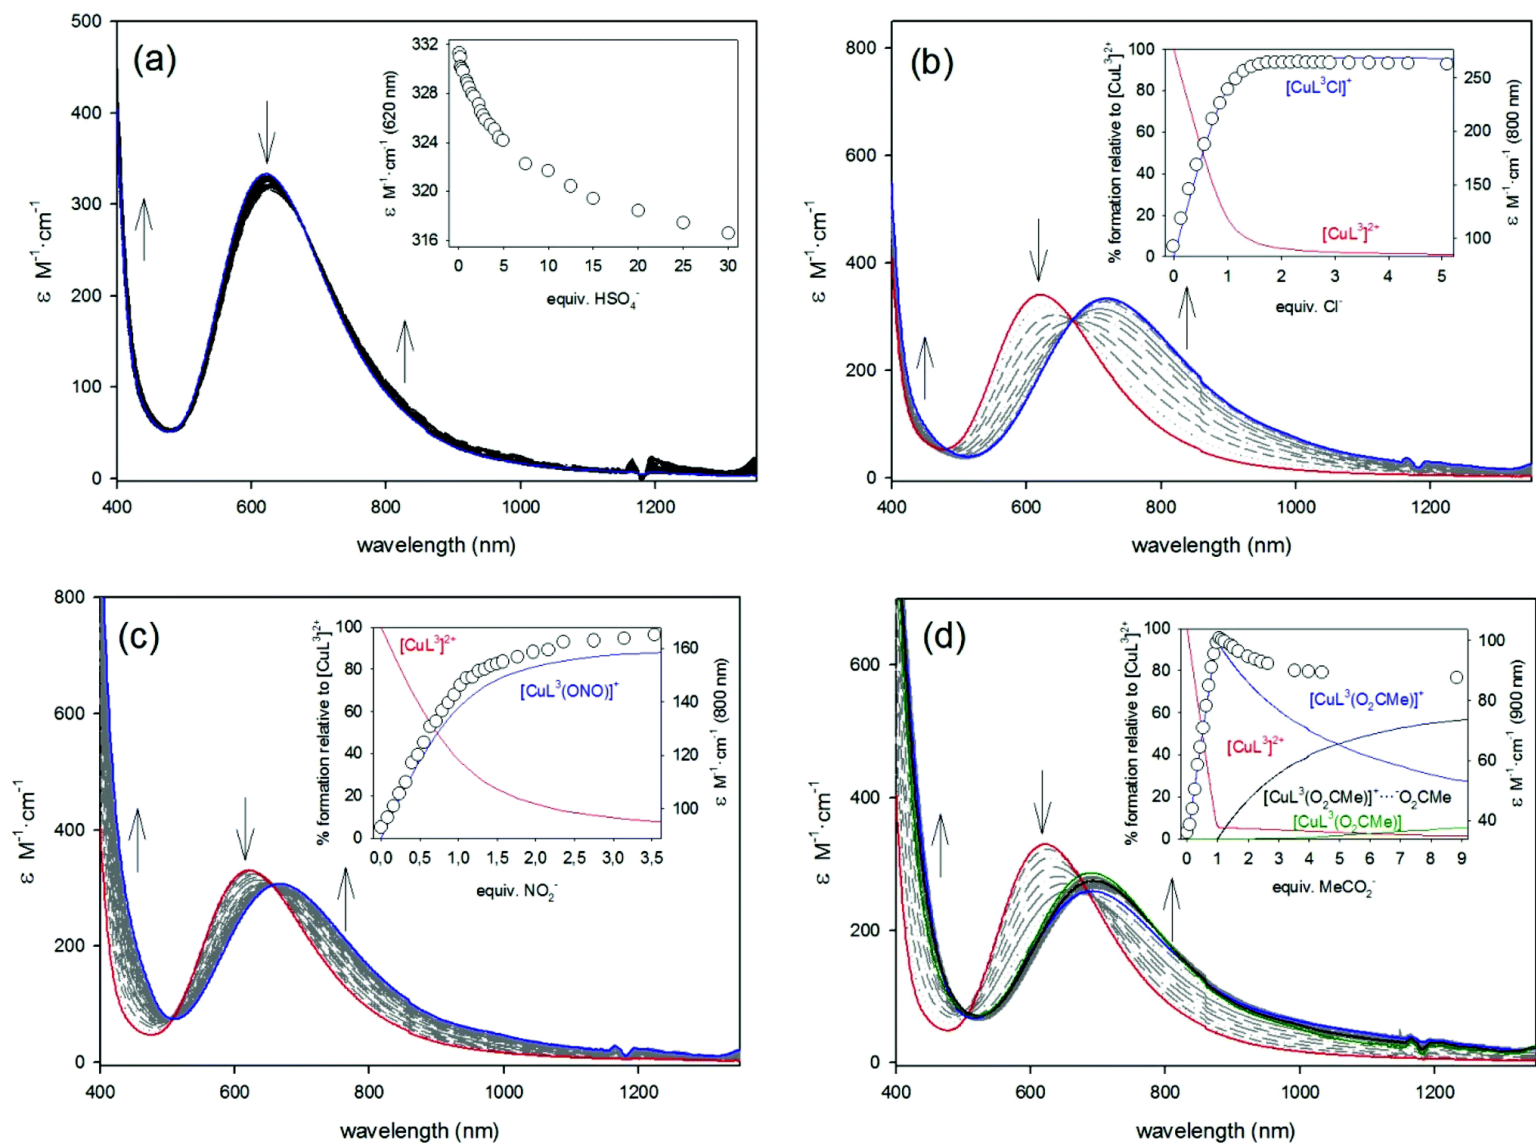 (a)
ε M⁻¹·cm⁻¹
500
400
300
200
100
0
400 600 800 1000 1200
wavelength (nm)
ε M⁻¹·cm⁻¹ (620 nm)
332
328
324
320
316
0 5 10 15 20 25 30
equiv. HSO₄⁻
(b)
ε M⁻¹·cm⁻¹
800
600
400
200
0
400 600 800 1000 1200
wavelength (nm)
% formation relative to [CuL³]²⁺
100
80
60
40
20
0
[CuL³Cl]⁺
[CuL³]²⁺
250
200
150
100
ε M⁻¹·cm⁻¹ (800 nm)
0 1 2 3 4 5
equiv. Cl⁻
(c)
ε M⁻¹·cm⁻¹
800
600
400
200
0
400 600 800 1000 1200
wavelength (nm)
% formation relative to [CuL³]²⁺
100
80
60
40
20
0
[CuL³]²⁺
[CuL³(ONO)]⁺
160
140
120
100
ε M⁻¹·cm⁻¹ (800 nm)
0,0 0,5 1,0 1,5 2,0 2,5 3,0 3,5
equiv. NO₂⁻
(d)
ε M⁻¹·cm⁻¹
600
400
200
0
400 600 800 1000 1200
wavelength (nm)
% formation relative to [CuL³]²⁺
100
80
60
40
20
0
[CuL³(O₂CMe)]⁺
[CuL³]²⁺
[CuL³(O₂CMe)]⁺···⁻O₂CMe
[CuL³(O₂CMe)]
100
80
60
40
ε M⁻¹·cm⁻¹ (900 nm)
0 1 2 3 4 5 6 7 8 9
equiv. MeCO₂⁻